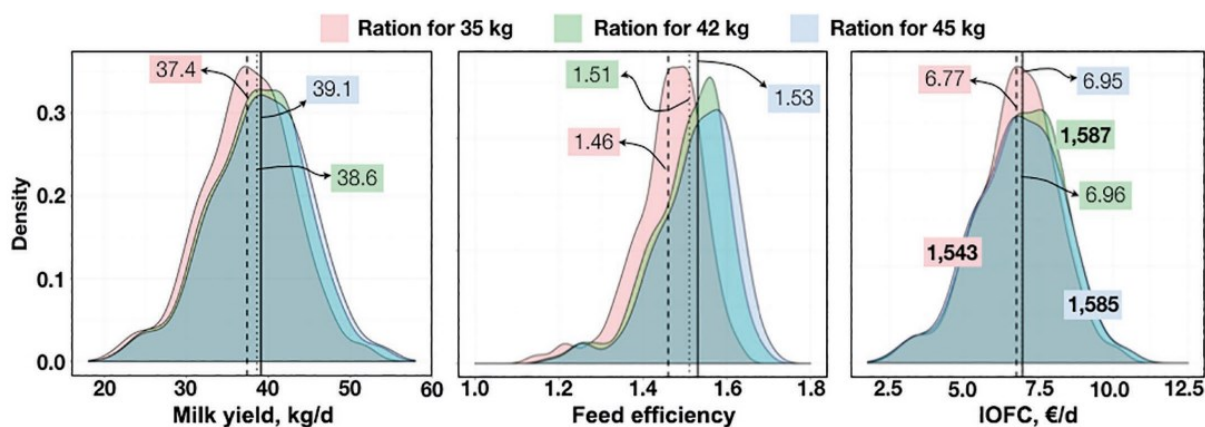 Ration for 35 kg Ration for 42 kg Ration for 45 kg
Density
0.3
0.2
0.1
0.0
37.4
39.1
38.6
20 30 40 50 60
Milk yield, kg/d
1.51
1.53
1.46
1.0 1.2 1.4 1.6 1.8
Feed efficiency
6.77
6.95
1,587
6.96
1,543
1,585
2.5 5.0 7.5 10.0 12.5
IOFC, €/d